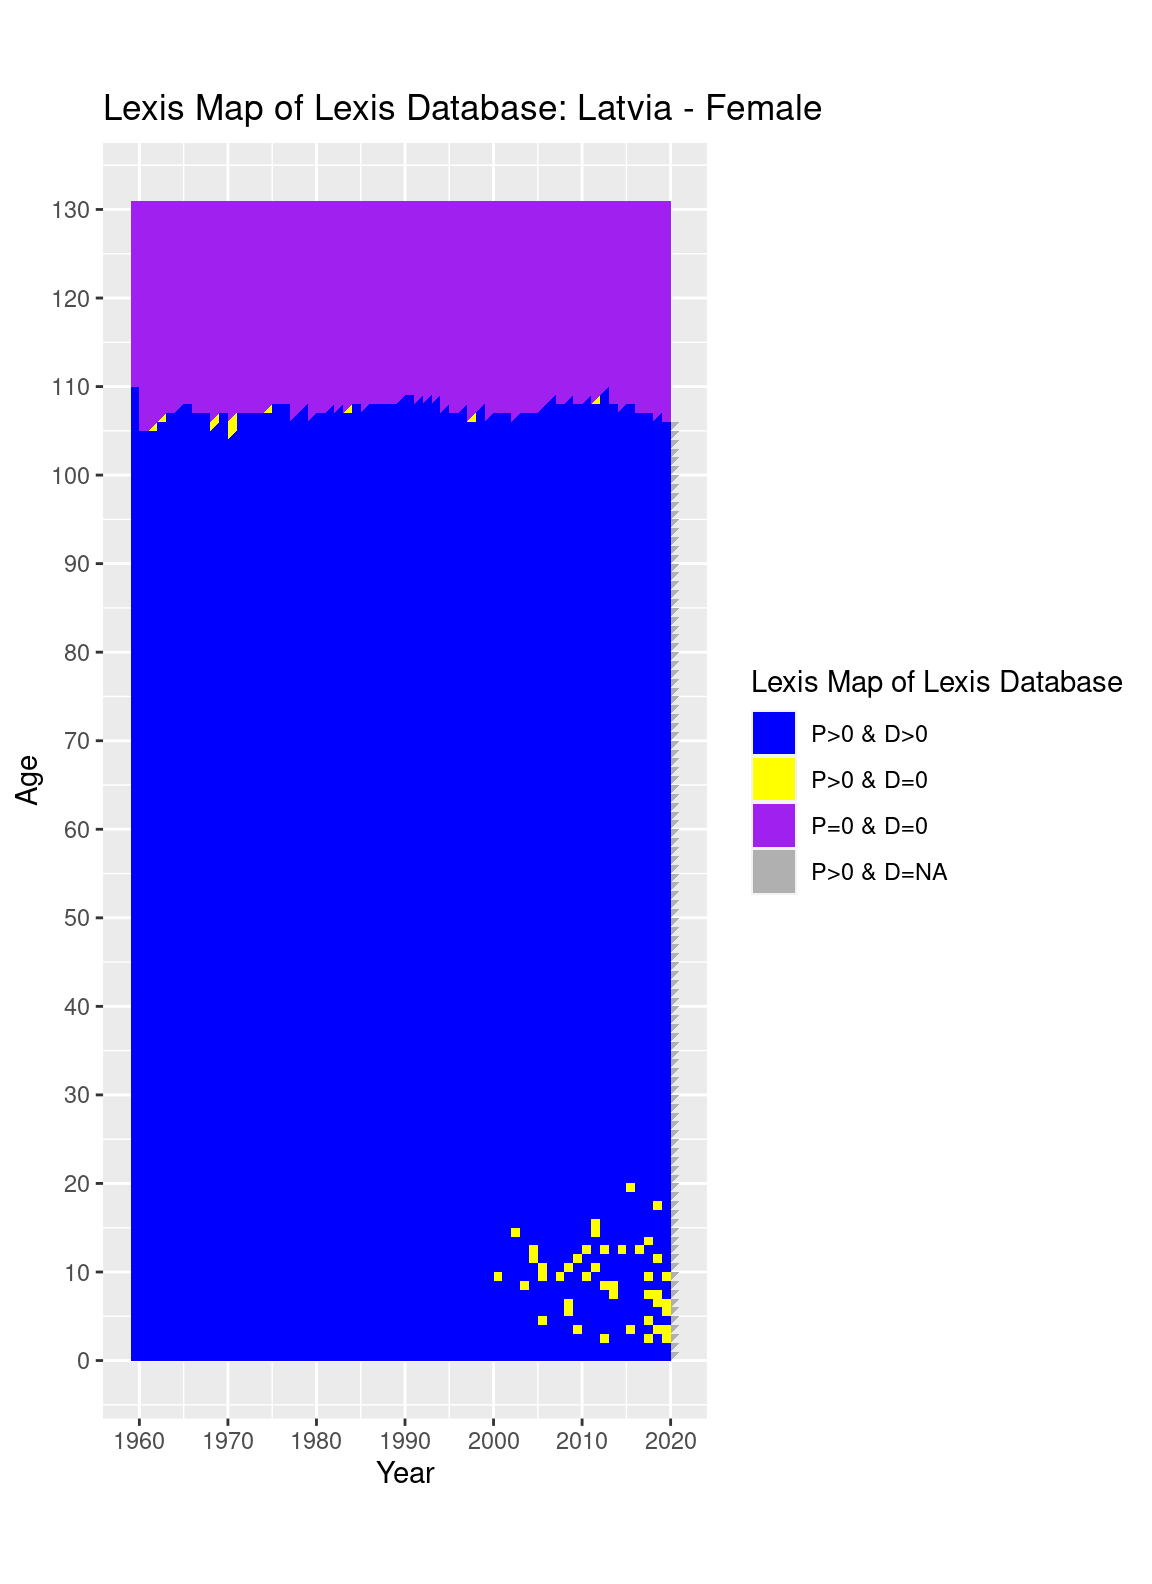 Lexis Map of Lexis Database: Latvia - Female
130
120
110
100
90
80
70
60
50
40
30
20
10
0
Age
1960 1970 1980 1990 2000 2010 2020
Year
Lexis Map of Lexis Database
P>0 & D>0
P>0 & D=0
P=0 & D=0
P>0 & D=NA